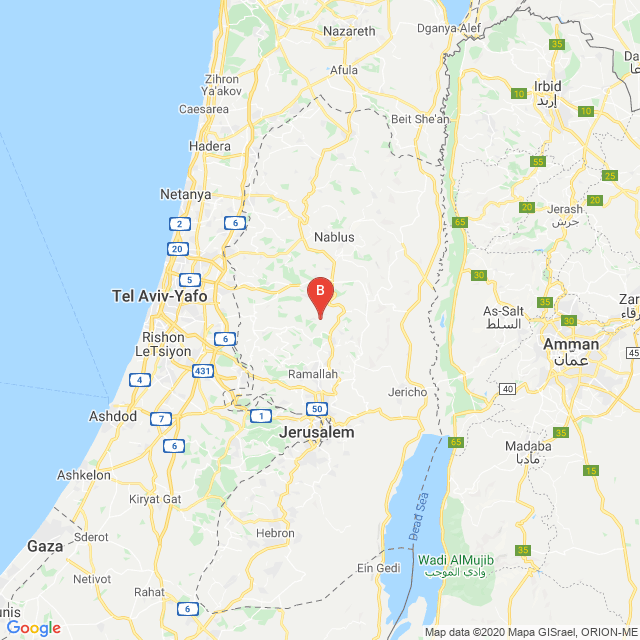 Dganya Alef
Nazareth
35
دعا
Afula
Irbid
إربد
Zihron
Ya'akov
10
10
Caesarea
Beit She'an
Hadera
55
25
Netanya
20
20
Jerash
جرش
2
6
65
Nablus
20
30
5
B
Tel Aviv-Yafo
35
Zar
رقاء
As-Salt
السلط
30
Rishon
LeTsiyon
6
Amman
عمان
45
431
Ramallah
4
40
Jericho
Ashdod
7
1
50
Jerusalem
35
65
6
Madaba
مادبا
15
Ashkelon
Kiryat Gat
Dead Sea
Hebron
Gaza
Sderot
35
Wadi AlMujib
وادي الموجب
Ein Gedi
Netivot
Rahat
6
unis
Google
Map data ©2020 Mapa GISrael, ORION-ME